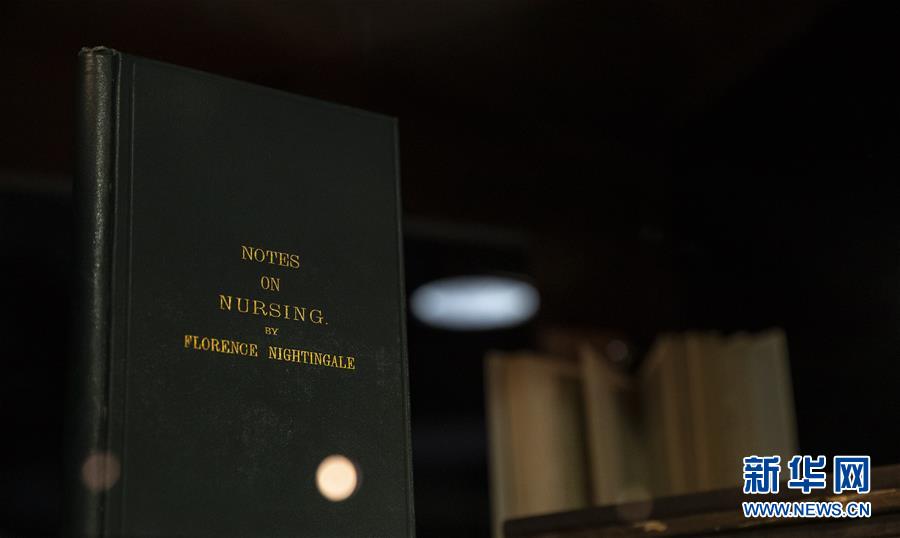 NOTES
ON
NURSING.
BY
FLORENCE NIGHTINGALE
新华网
WWW.NEWS.CN